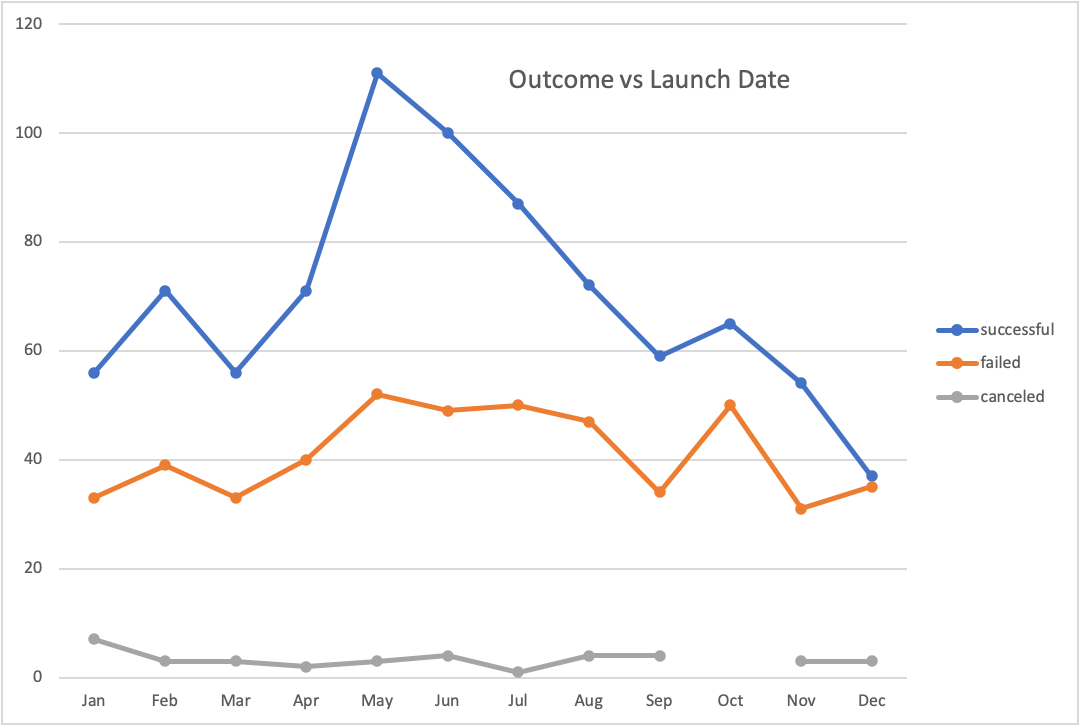 Outcome vs Launch Date
120
100
80
60
40
20
0
Jan Feb Mar Apr May Jun Jul Aug Sep Oct Nov Dec
successful
failed
canceled